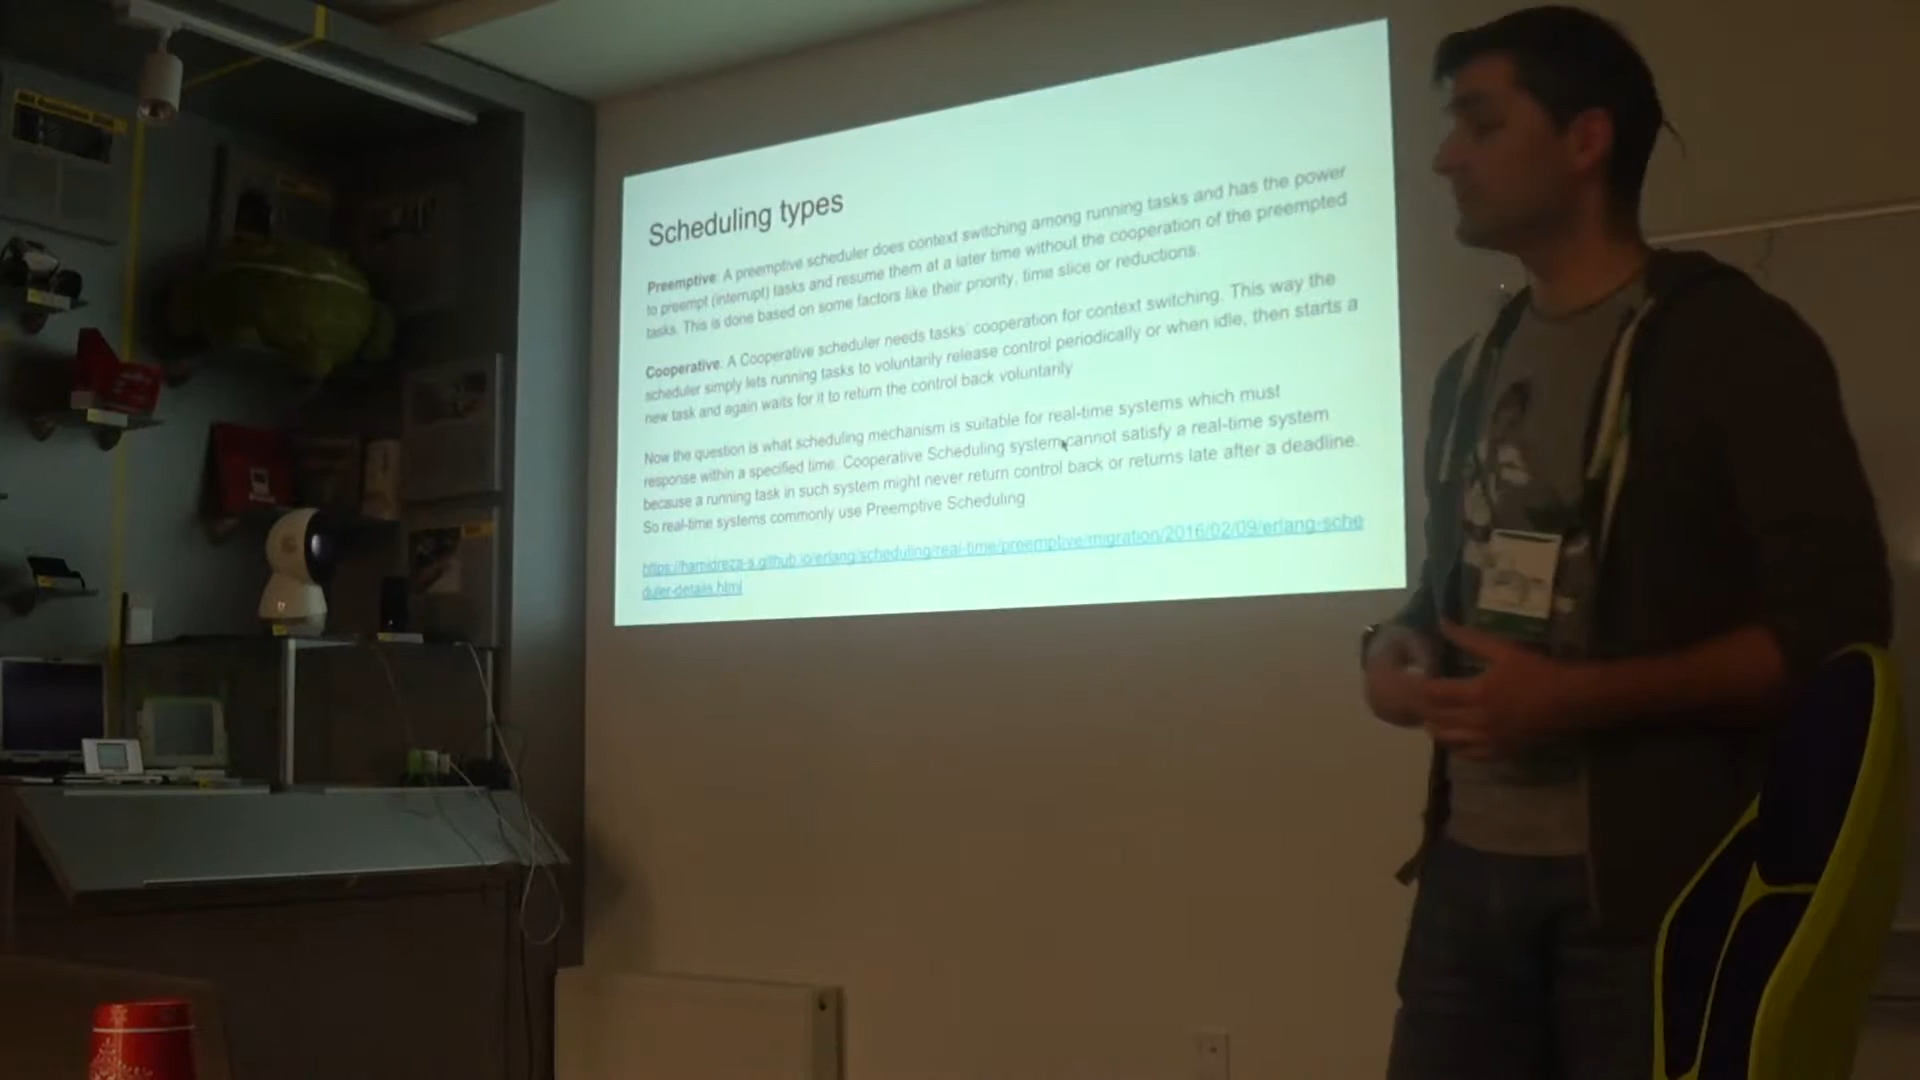 Scheduling types
Preemptive: A preemptive scheduler does context switching among running tasks and has the power
to preempt (interrupt) tasks and resume them at a later time without the cooperation of the preempted
tasks. This is done based on some factors like their priority, time slice or reductions.
Cooperative: A Cooperative scheduler needs tasks' cooperation for context switching. This way the
scheduler simply lets running tasks to voluntarily release control periodically or when idle, then starts a
new task and again waits for it to return the control back voluntarily
Now the question is what scheduling mechanism is suitable for real-time systems which must
response within a specified time. Cooperative Scheduling system cannot satisfy a real-time system
because a running task in such system might never return control back or returns late after a deadline.
So real-time systems commonly use Preemptive Scheduling
https://hamidreza-s.github.io/erlang/scheduling/real-time/preemptive/migration/2016/02/09/erlang-sche
duler-details.html